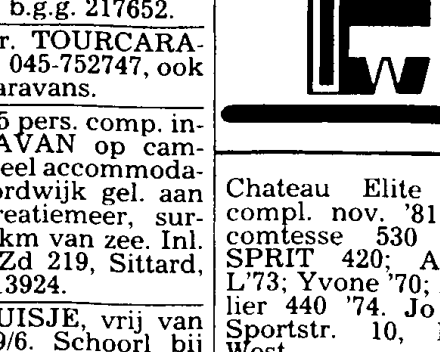 b.g.g. 217652.
r. TOURCARA-
045-752747, ook
aravans.
5 pers. comp. in-
AVAN op cam-
eel accommoda-
ordwijk gel. aan
reatiemeer, sur-
km van zee. Inl.
Zd 219, Sittard,
13924.
UISJE, vrij van
9/6. Schoorl bij
W
Chateau Elite
compl. nov. '81
comtesse 530
SPRIT 420; A
L'73; Yvone '70;
lier 440 '74. Jo
Sportstr. 10,
West